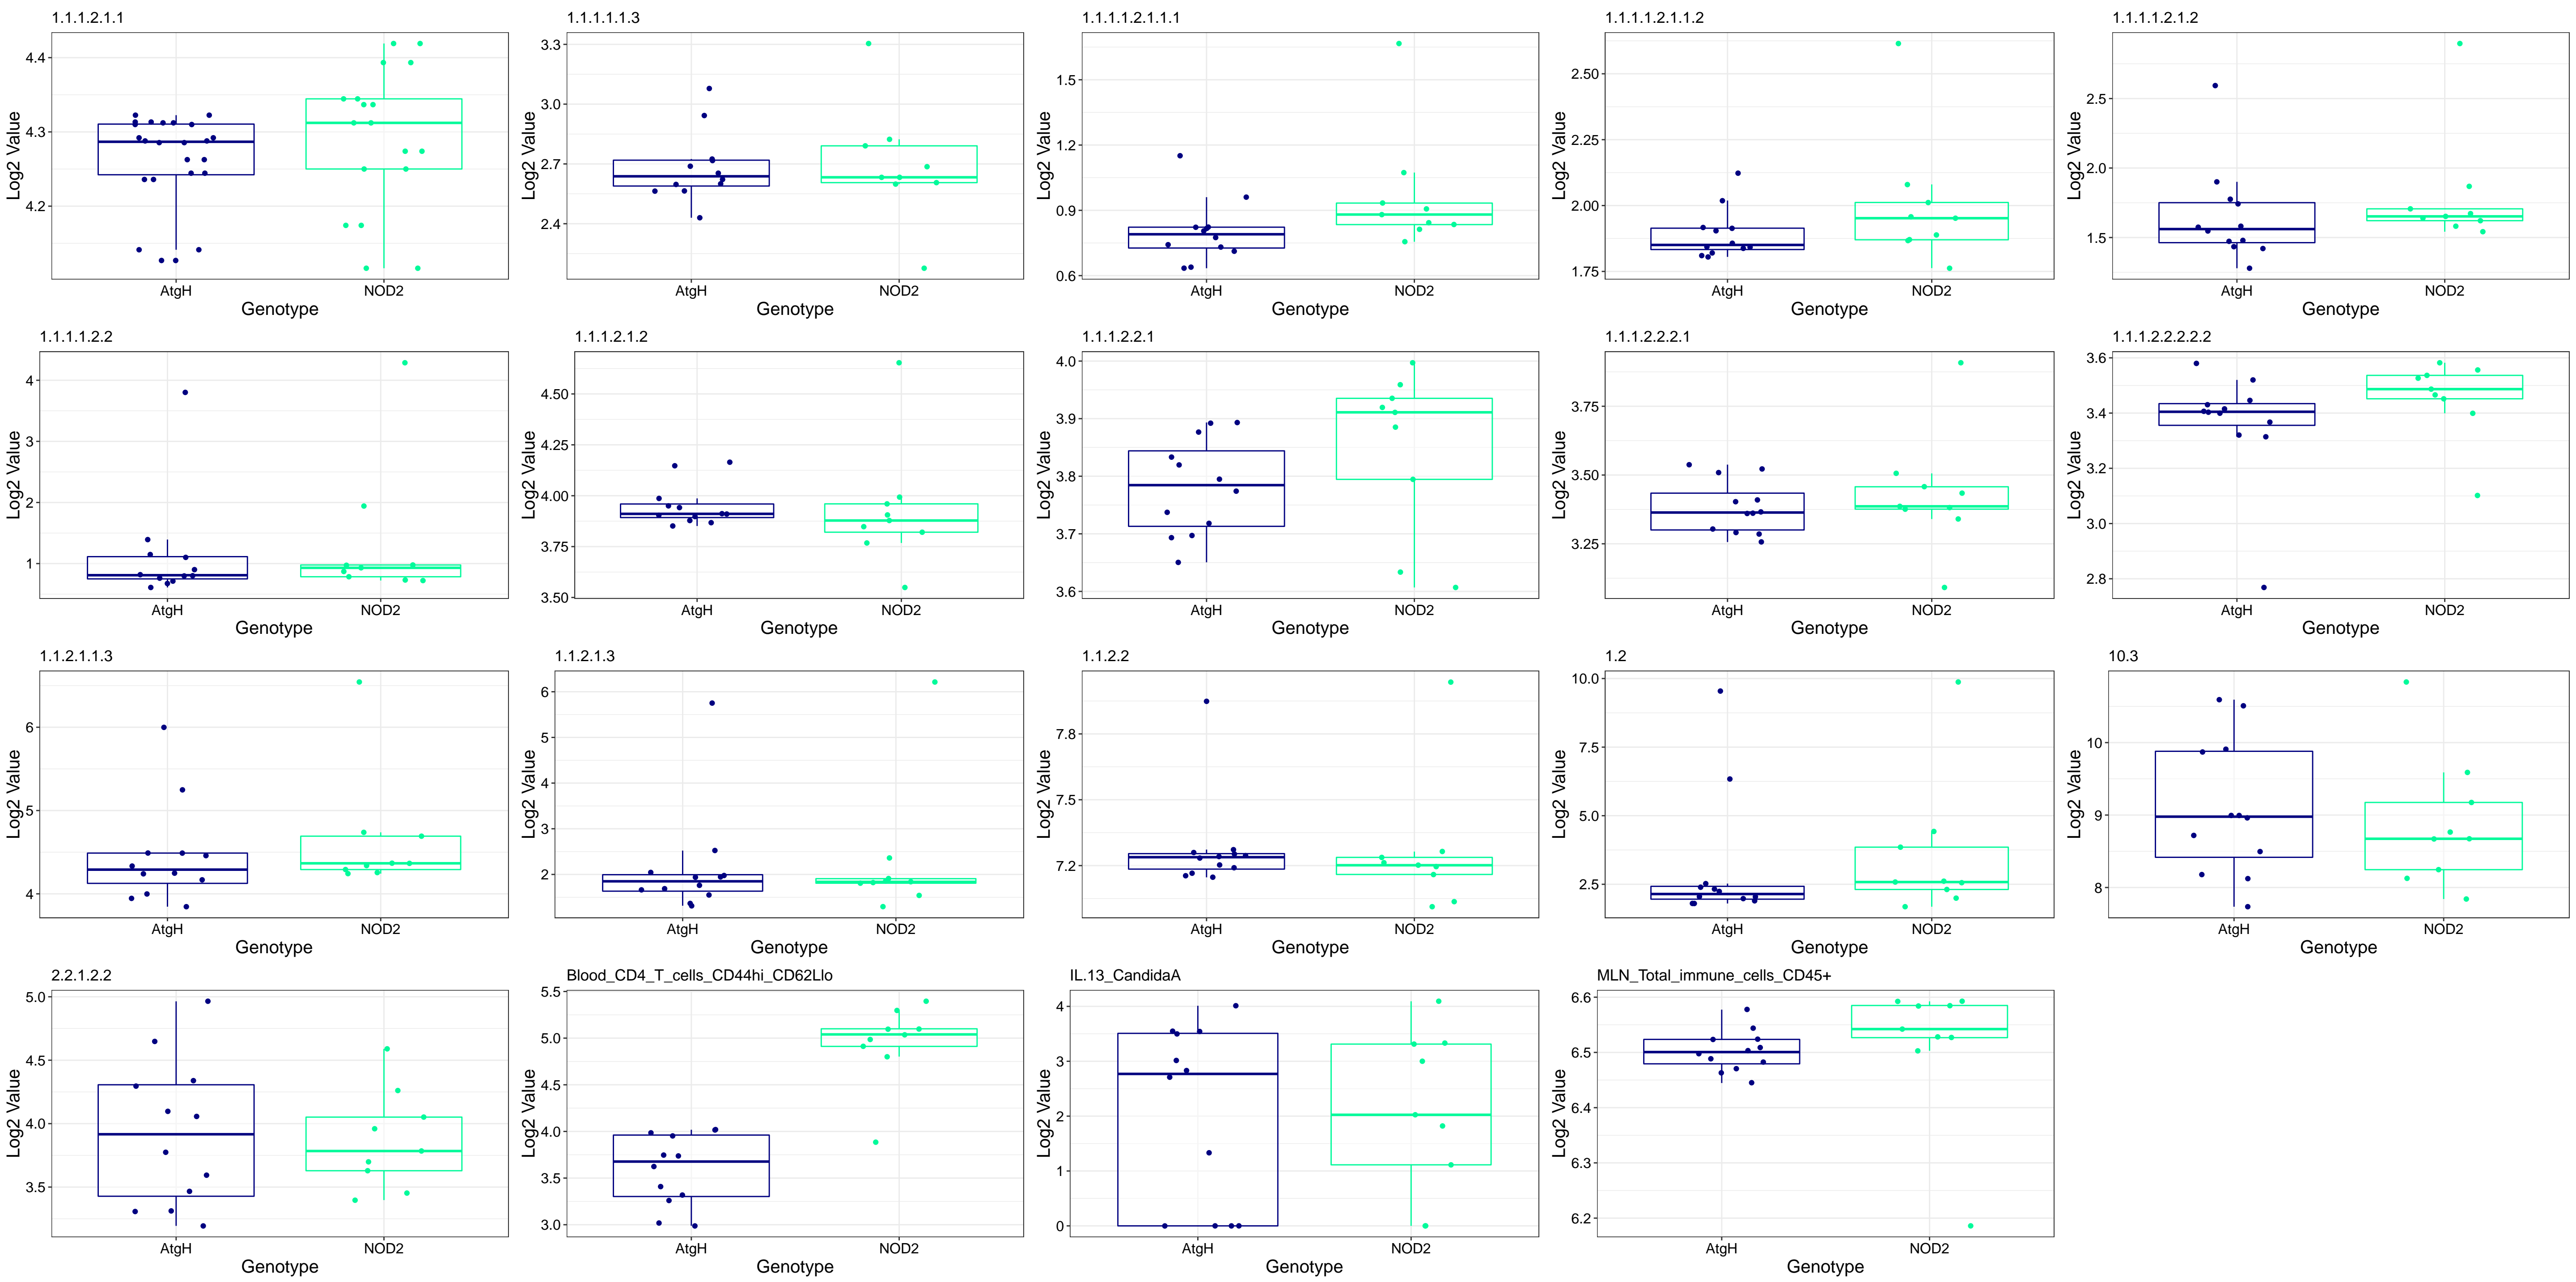 1.1.1.2.1.1
Log2 Value
4.4
4.3
4.2
AtgH
NOD2
Genotype
1.1.1.1.1.3
Log2 Value
3.3
3.0
2.7
2.4
AtgH
NOD2
Genotype
1.1.1.1.2.1.1.1
Log2 Value
1.5
1.2
0.9
0.6
AtgH
NOD2
Genotype
1.1.1.1.2.1.1.2
Log2 Value
2.50
2.25
2.00
1.75
AtgH
NOD2
Genotype
1.1.1.1.2.1.2
Log2 Value
2.5
2.0
1.5
AtgH
NOD2
Genotype
1.1.1.1.2.2
Log2 Value
4
3
2
1
AtgH
NOD2
Genotype
1.1.1.2.1.2
Log2 Value
4.50
4.25
4.00
3.75
3.50
AtgH
NOD2
Genotype
1.1.1.2.2.1
Log2 Value
4.0
3.9
3.8
3.7
3.6
AtgH
NOD2
Genotype
1.1.1.2.2.2.1
Log2 Value
3.75
3.50
3.25
AtgH
NOD2
Genotype
1.1.1.2.2.2.2.2
Log2 Value
3.6
3.4
3.2
3.0
2.8
AtgH
NOD2
Genotype
1.1.2.1.1.3
Log2 Value
6
5
4
AtgH
NOD2
Genotype
1.1.2.1.3
Log2 Value
6
5
4
3
2
AtgH
NOD2
Genotype
1.1.2.2
Log2 Value
7.8
7.5
7.2
AtgH
NOD2
Genotype
1.2
Log2 Value
10.0
7.5
5.0
2.5
AtgH
NOD2
Genotype
10.3
Log2 Value
10
9
8
AtgH
NOD2
Genotype
2.2.1.2.2
Log2 Value
5.0
4.5
4.0
3.5
AtgH
NOD2
Genotype
Blood_CD4_T_cells_CD44hi_CD62Llo
Log2 Value
5.5
5.0
4.5
4.0
3.5
3.0
AtgH
NOD2
Genotype
IL.13_CandidaA
Log2 Value
4
3
2
1
0
AtgH
NOD2
Genotype
MLN_Total_immune_cells_CD45+
Log2 Value
6.6
6.5
6.4
6.3
6.2
AtgH
NOD2
Genotype